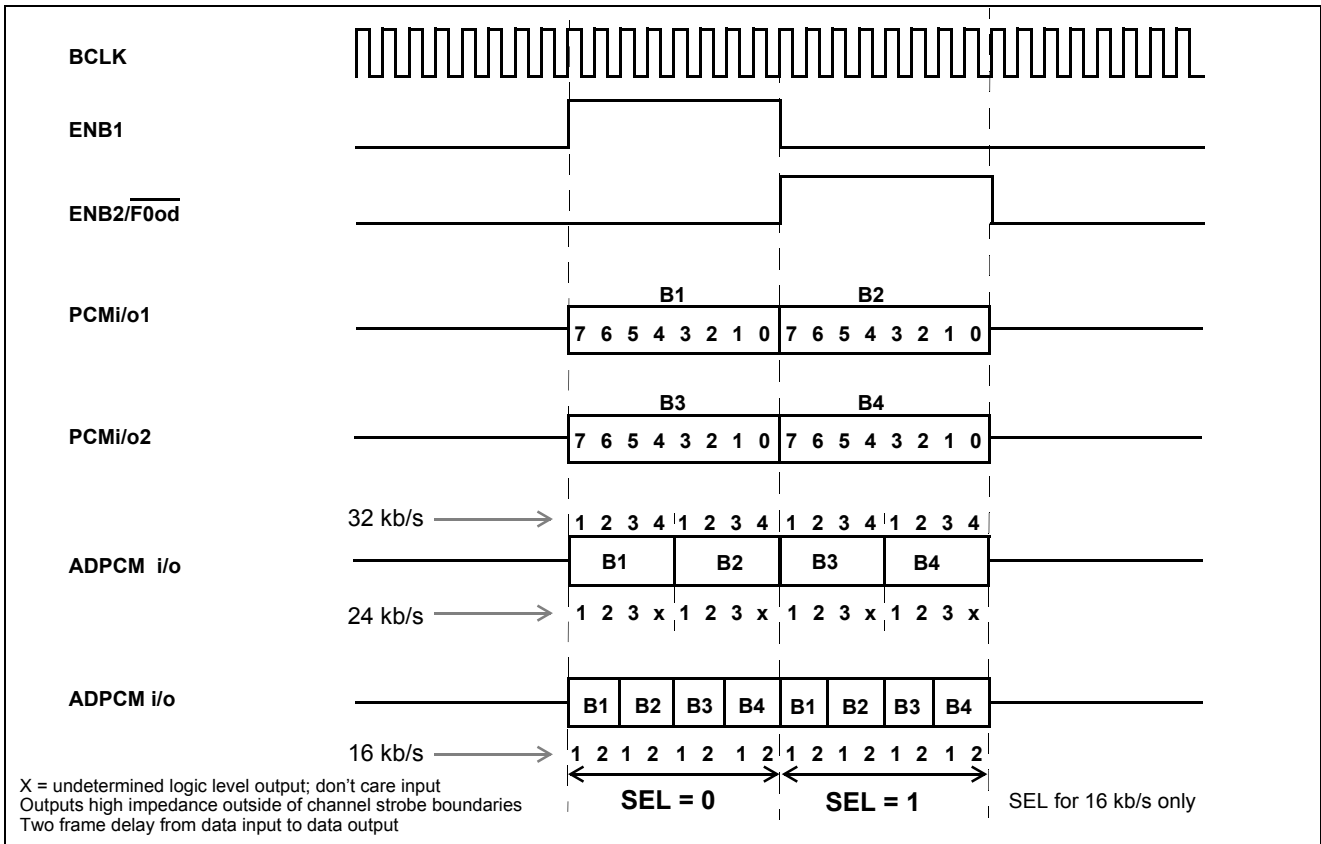 BCLK
ENB1
ENB2/F0od
B1 B2
PCMi/o1
7 6 5 4 3 2 1 0 7 6 5 4 3 2 1 0
B3 B4
PCMi/o2
7 6 5 4 3 2 1 0 7 6 5 4 3 2 1 0
32 kb/s 1 2 3 4 1 2 3 4 1 2 3 4 1 2 3 4
ADPCM i/o B1 B2 B3 B4
24 kb/s 1 2 3 x 1 2 3 x 1 2 3 x 1 2 3 x
ADPCM i/o B1 B2 B3 B4 B1 B2 B3 B4
16 kb/s 1 2 1 2 1 2 1 2 1 2 1 2 1 2 1 2
X = undetermined logic level output; don't care input
Outputs high impedance outside of channel strobe boundaries
Two frame delay from data input to data output
SEL = 0 SEL = 1 SEL for 16 kb/s only